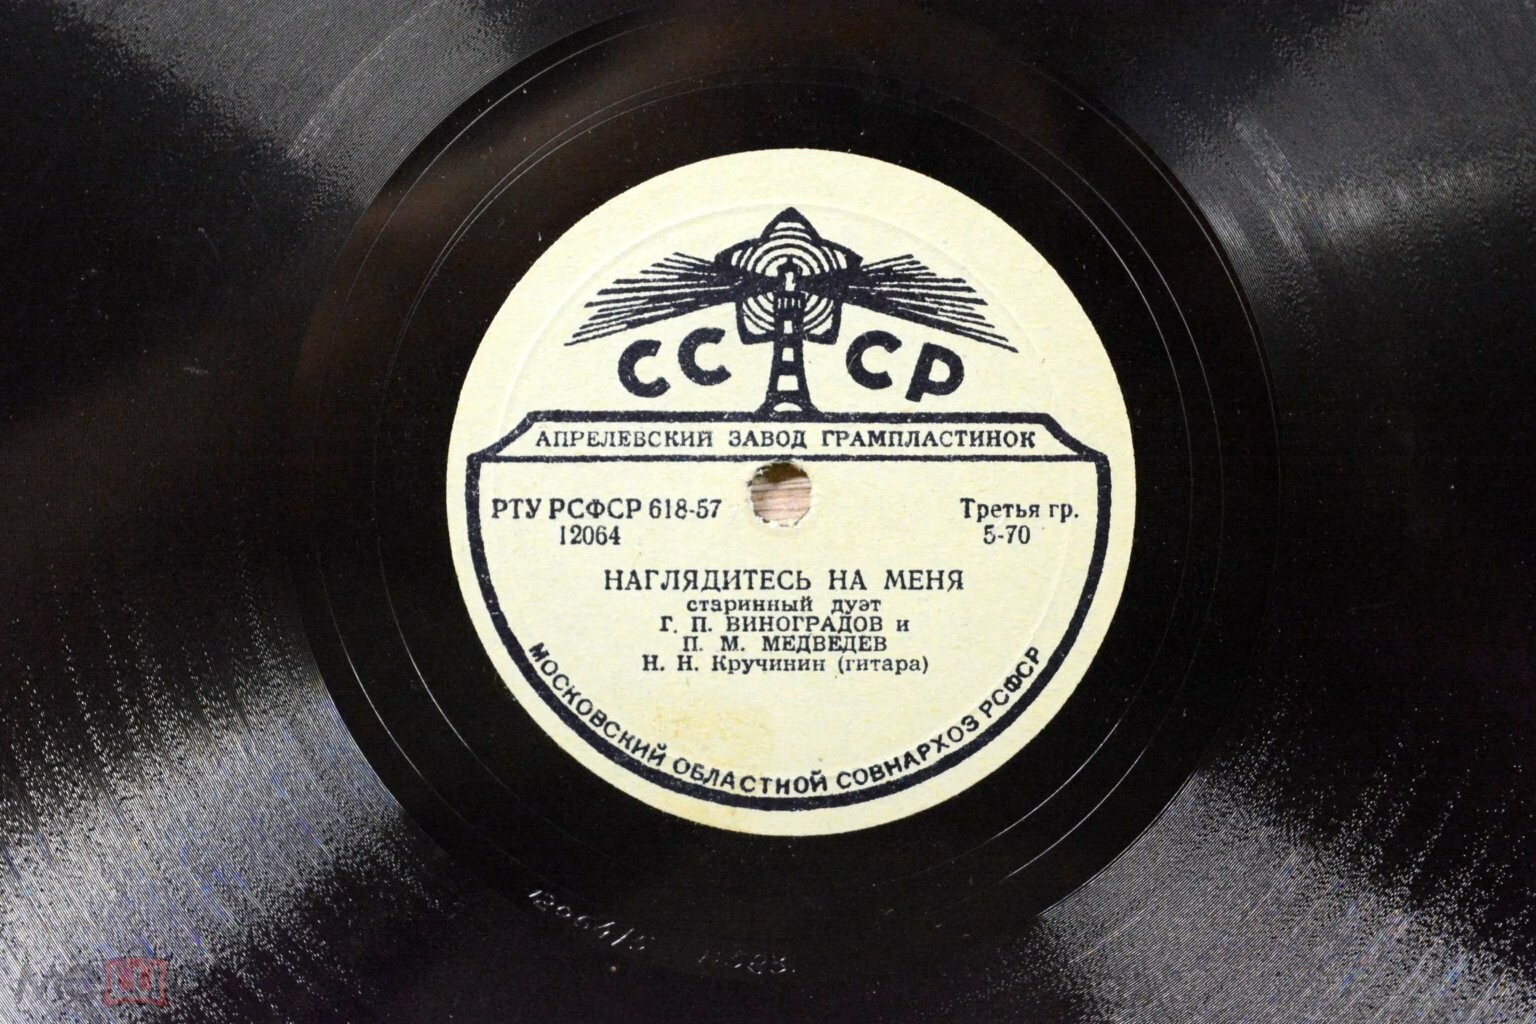 СССР
АПРЕЛЕВСКИЙ ЗАВОД ГРАМПЛАСТИНОК
РТУ РСФСР 618-57
12064
Третья гр.
5-70
НАГЛЯДИТЕСЬ НА МЕНЯ
старинный дуэт
Г. П. ВИНОГРАДОВ и
П. М. МЕДВЕДЕВ
Н. Н. Кручинин (гитара)
МОСКОВСКИЙ ОБЛАСТНОЙ СОВНАРХОЗ РСФСР